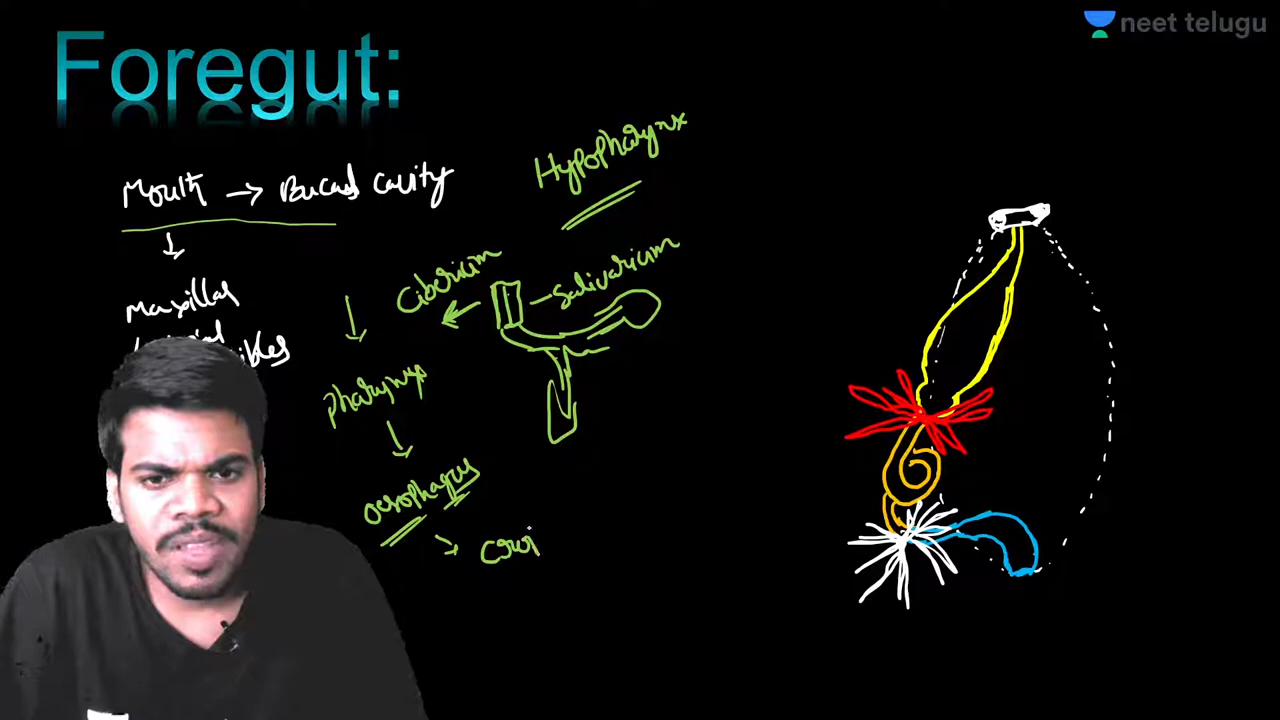 neet telugu
Foregut:
Hypopharynx
Mouth → Buccal cavity
Salivarium
Cibarium
Maxillae
Pharynx
Oesophagus